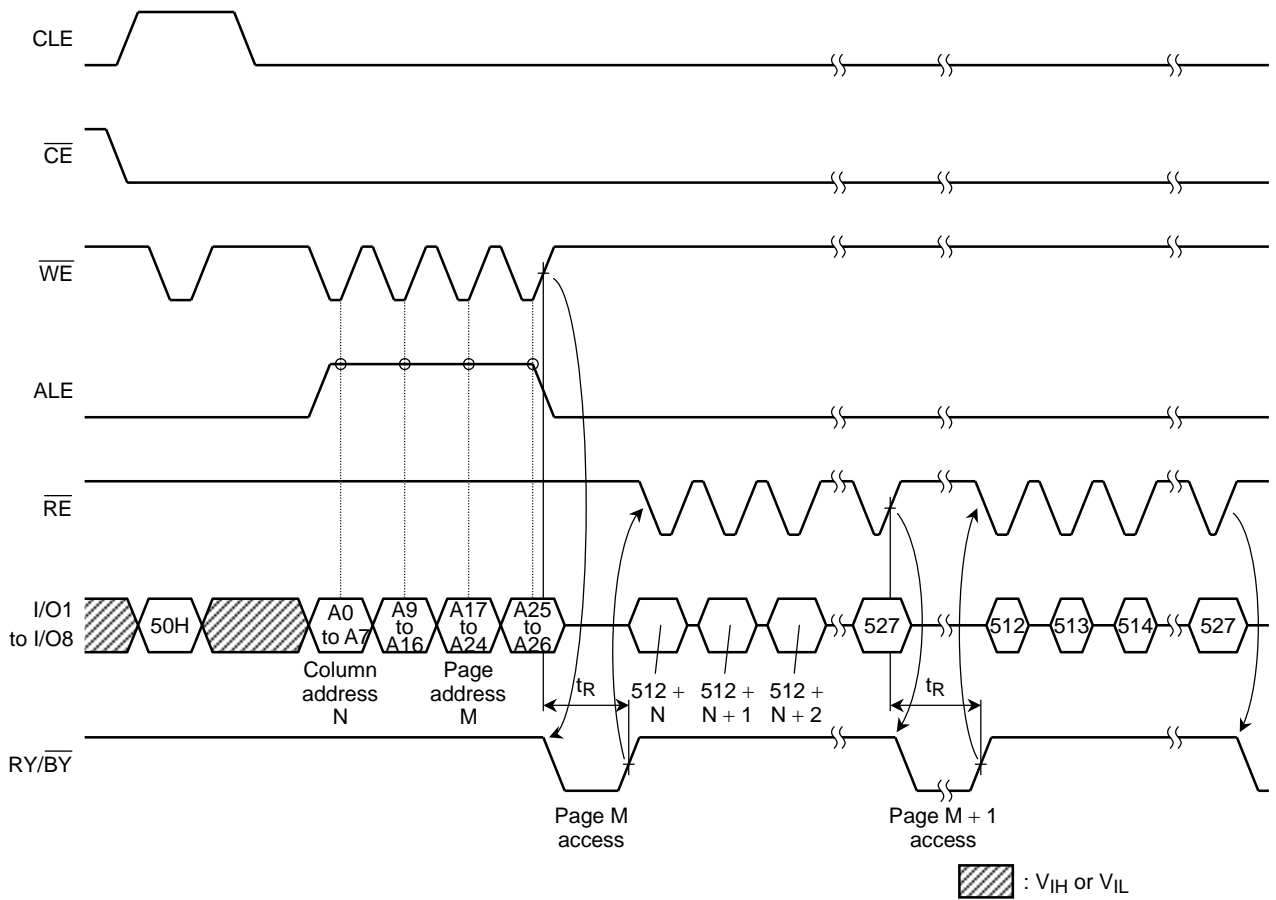 CLE
CE
WE
ALE
RE
I/O1
to I/O8
50H
A0
to A7
A9
to
A16
A17
to
A24
A25
to
A26
527
512
513
514
527
Column
address
N
Page
address
M
tR
512 +
N
512 +
N + 1
512 +
N + 2
tR
RY/BY
Page M
access
Page M + 1
access
: VIH or VIL